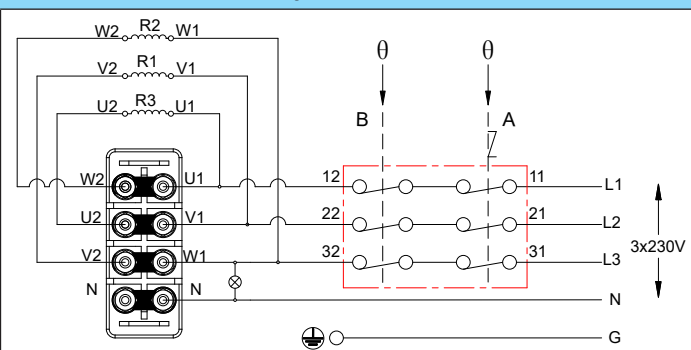 W2 R2 W1
V2 R1 V1
U2 R3 U1
θ θ
B A
W2 U1 12 11 L1
U2 V1 22 21 L2
3x230V
V2 W1 32 31 L3
N N N
G